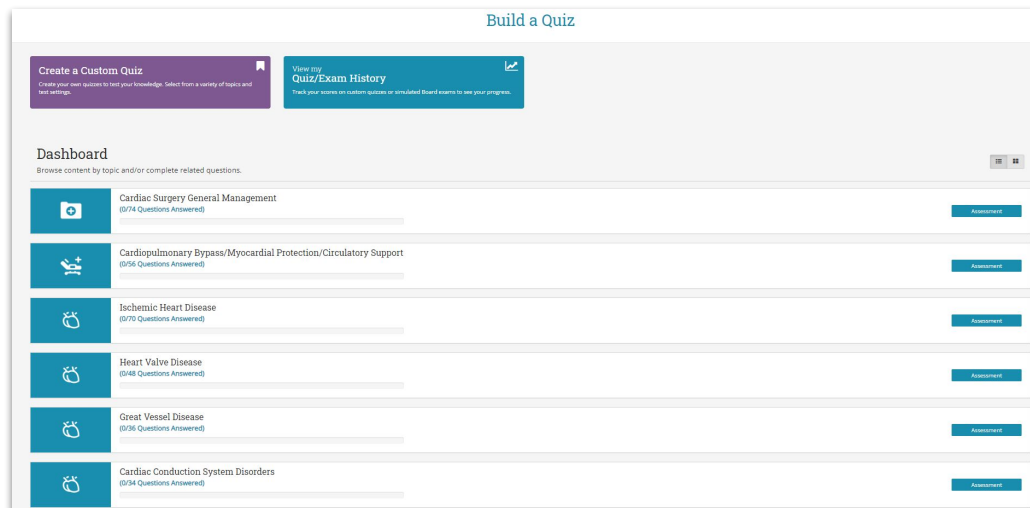 Build a Quiz
Create a Custom Quiz
Create your own quizzes to test your knowledge. Select from a variety of topics and
test settings.
View my
Quiz/Exam History
Track your scores on custom quizzes or simulated Board exams to see your progress.
Dashboard
Browse content by topic and/or complete related questions.
Cardiac Surgery General Management
(0/74 Questions Answered)
Assessment
Cardiopulmonary Bypass/Myocardial Protection/Circulatory Support
(0/56 Questions Answered)
Assessment
Ischemic Heart Disease
(0/70 Questions Answered)
Assessment
Heart Valve Disease
(0/48 Questions Answered)
Assessment
Great Vessel Disease
(0/36 Questions Answered)
Assessment
Cardiac Conduction System Disorders
(0/34 Questions Answered)
Assessment